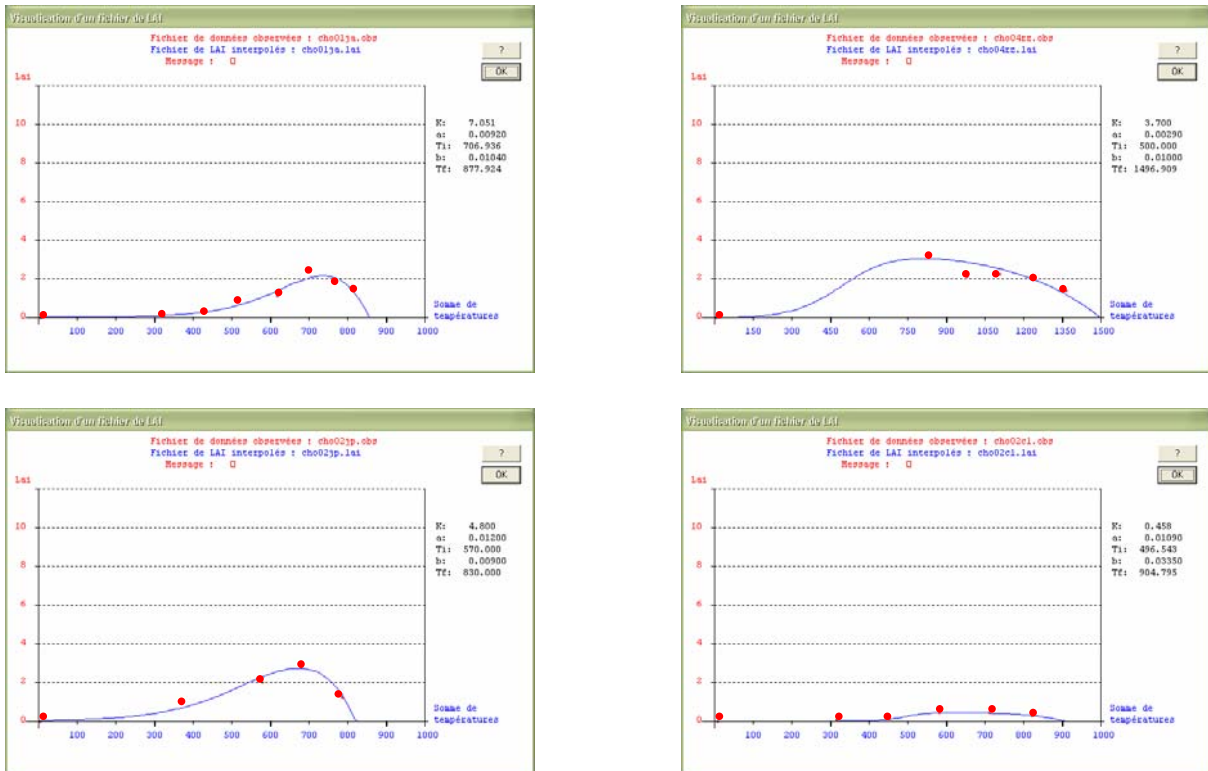 Visualisation d'un fichier de LAI
Fichier de données observées : cho01ja.obs
Fichier de LAI interpolés : cho01ja.lai
Message : 0
?
OK
lai
10
8
6
4
2
0
100 200 300 400 500 600 700 800 900 1000
K: 7.051
a: 0.00920
Ti: 706.936
b: 0.01040
Tf: 877.924
Somme de
températures
Visualisation d'un fichier de LAI
Fichier de données observées : cho04rr.obs
Fichier de LAI interpolés : cho04rr.lai
Message : 0
?
OK
lai
10
8
6
4
2
0
150 300 450 600 750 900 1050 1200 1350 1500
K: 3.700
a: 0.00290
Ti: 500.000
b: 0.01000
Tf: 1496.909
Somme de
températures
Visualisation d'un fichier de LAI
Fichier de données observées : cho02jp.obs
Fichier de LAI interpolés : cho02jp.lai
Message : 0
?
OK
lai
10
8
6
4
2
0
100 200 300 400 500 600 700 800 900 1000
K: 4.800
a: 0.01200
Ti: 570.000
b: 0.00900
Tf: 830.000
Somme de
températures
Visualisation d'un fichier de LAI
Fichier de données observées : cho02cl.obs
Fichier de LAI interpolés : cho02cl.lai
Message : 0
?
OK
lai
10
8
6
4
2
0
100 200 300 400 500 600 700 800 900 1000
K: 0.458
a: 0.01090
Ti: 496.543
b: 0.03350
Tf: 904.795
Somme de
températures